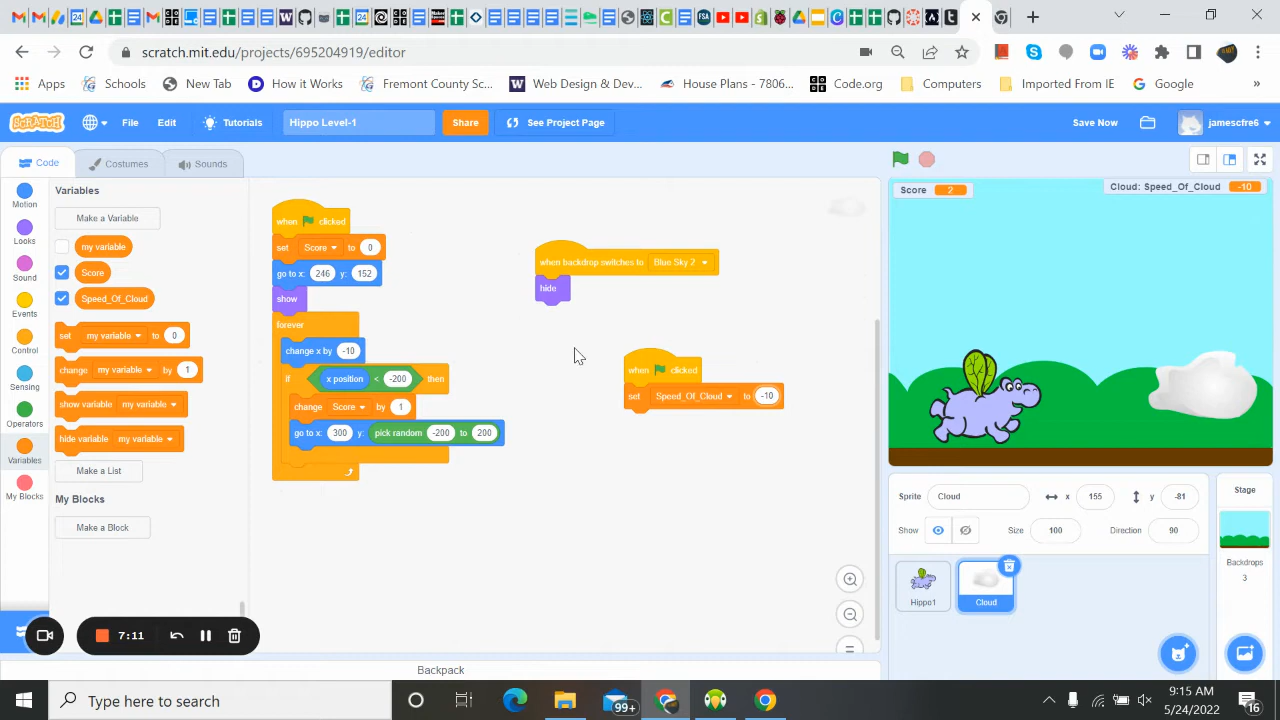 24
24
FSA
a
t
scratch.mit.edu/projects/695204919/editor
Apps
Schools
New Tab
How it Works
Fremont County Sc...
Web Design & Dev...
House Plans - 7806...
Code.org
Computers
Imported From IE
Google
»
SCRATCH
File
Edit
Tutorials
Hippo Level-1
Share
See Project Page
Save Now
jamescfre6
Code
Costumes
Sounds
Motion
Looks
Sound
Events
Control
Sensing
Operators
Variables
My Blocks
Variables
Make a Variable
my variable
Score
Speed_Of_Cloud
set my variable to 0
change my variable by 1
show variable my variable
hide variable my variable
Make a List
My Blocks
Make a Block
when clicked
set Score to 0
go to x: 246 y: 152
show
forever
change x by -10
if x position < -200 then
change Score by 1
go to x: 300 y: pick random -200 to 200
when backdrop switches to Blue Sky 2
hide
when clicked
set Speed_Of_Cloud to -10
Score 2
Cloud: Speed_Of_Cloud -10
Sprite Cloud x 155 y -81
Show Size 100 Direction 90
Hippo1
Cloud
Stage
Backdrops
3
7:11
Backpack
Type here to search
99+
9:15 AM
5/24/2022
16